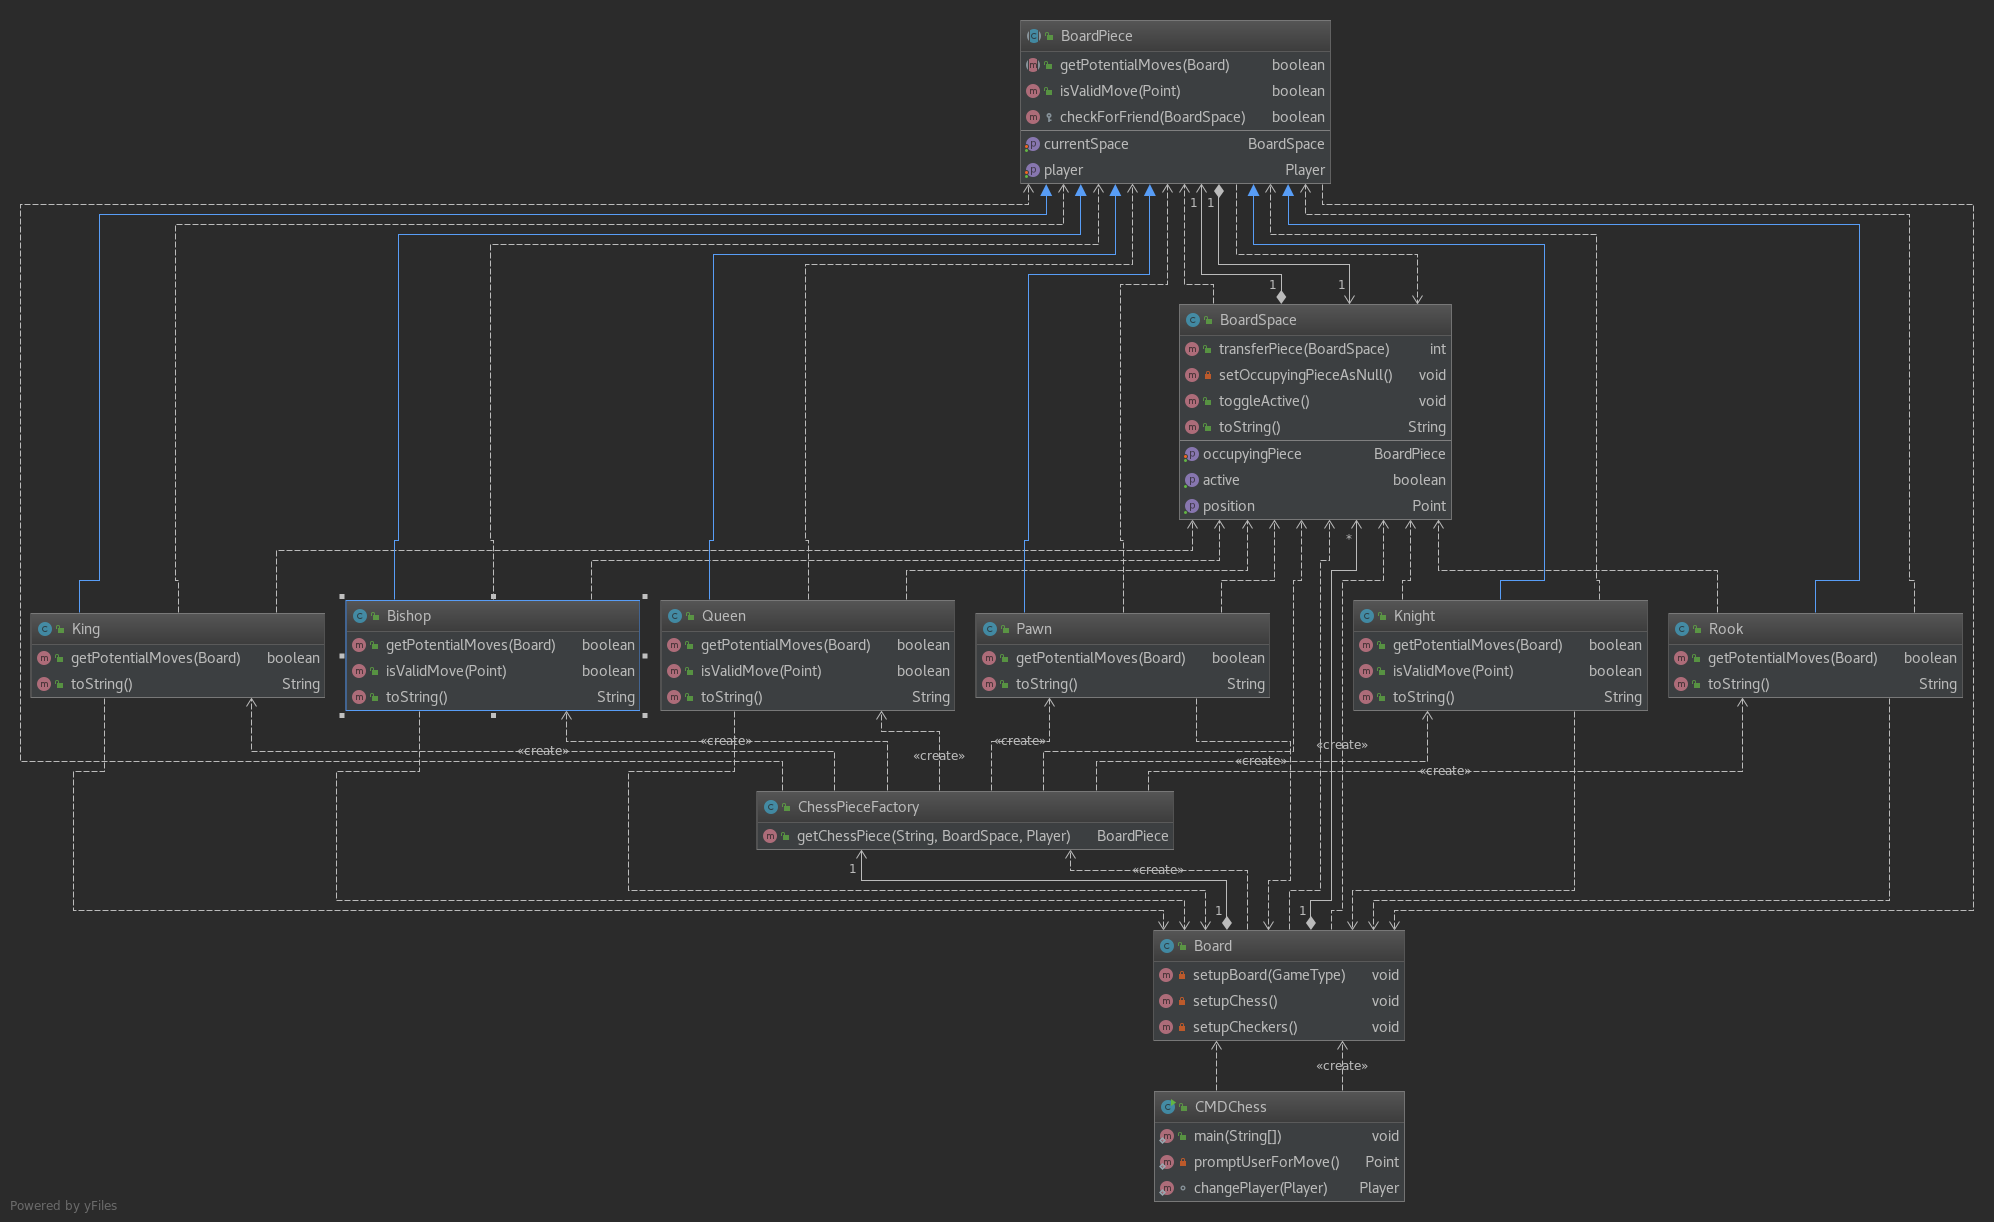 BoardPiece
getPotentialMoves(Board) boolean
isValidMove(Point) boolean
checkForFriend(BoardSpace) boolean
currentSpace BoardSpace
player Player
1 1
1 1
BoardSpace
transferPiece(BoardSpace) int
setOccupyingPieceAsNull() void
toggleActive() void
toString() String
occupyingPiece BoardPiece
active boolean
position Point
*
King
getPotentialMoves(Board) boolean
toString() String
Bishop
getPotentialMoves(Board) boolean
isValidMove(Point) boolean
toString() String
Queen
getPotentialMoves(Board) boolean
isValidMove(Point) boolean
toString() String
Pawn
getPotentialMoves(Board) boolean
toString() String
Knight
getPotentialMoves(Board) boolean
isValidMove(Point) boolean
toString() String
Rook
getPotentialMoves(Board) boolean
toString() String
«create»
«create»
«create»
«create»
«create»
«create»
«create»
ChessPieceFactory
getChessPiece(String, BoardSpace, Player) BoardPiece
1
«create»
1 1
Board
setupBoard(GameType) void
setupChess() void
setupCheckers() void
«create»
CMDChess
main(String[]) void
promptUserForMove() Point
changePlayer(Player) Player
Powered by yFiles